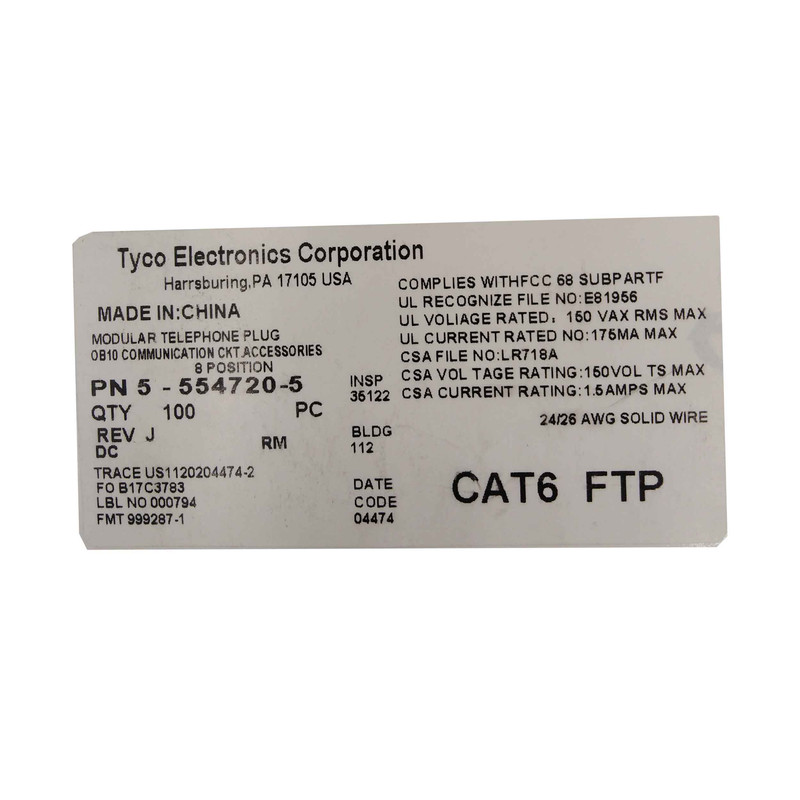 Tyco Electronics Corporation
Harrsburing,PA 17105 USA
MADE IN:CHINA
MODULAR TELEPHONE PLUG
OB10 COMMUNICATION CKT.ACCESSORIES
8 POSITION
PN 5 - 554720-5
QTY 100 PC
REV J
DC
RM
TRACE US1120204474-2
FO B17C3783
LBL NO 000794
FMT 999287-1
INSP
35122
BLDG
112
DATE
CODE
04474
COMPLIES WITHFCC 68 SUBPARTF
UL RECOGNIZE FILE NO:E81956
UL VOLIAGE RATED: 150 VAX RMS MAX
UL CURRENT RATED NO:175MA MAX
CSA FILE NO:LR718A
CSA VOL TAGE RATING:150VOL TS MAX
CSA CURRENT RATING:1.5AMPS MAX
24/26 AWG SOLID WIRE
CAT6 FTP